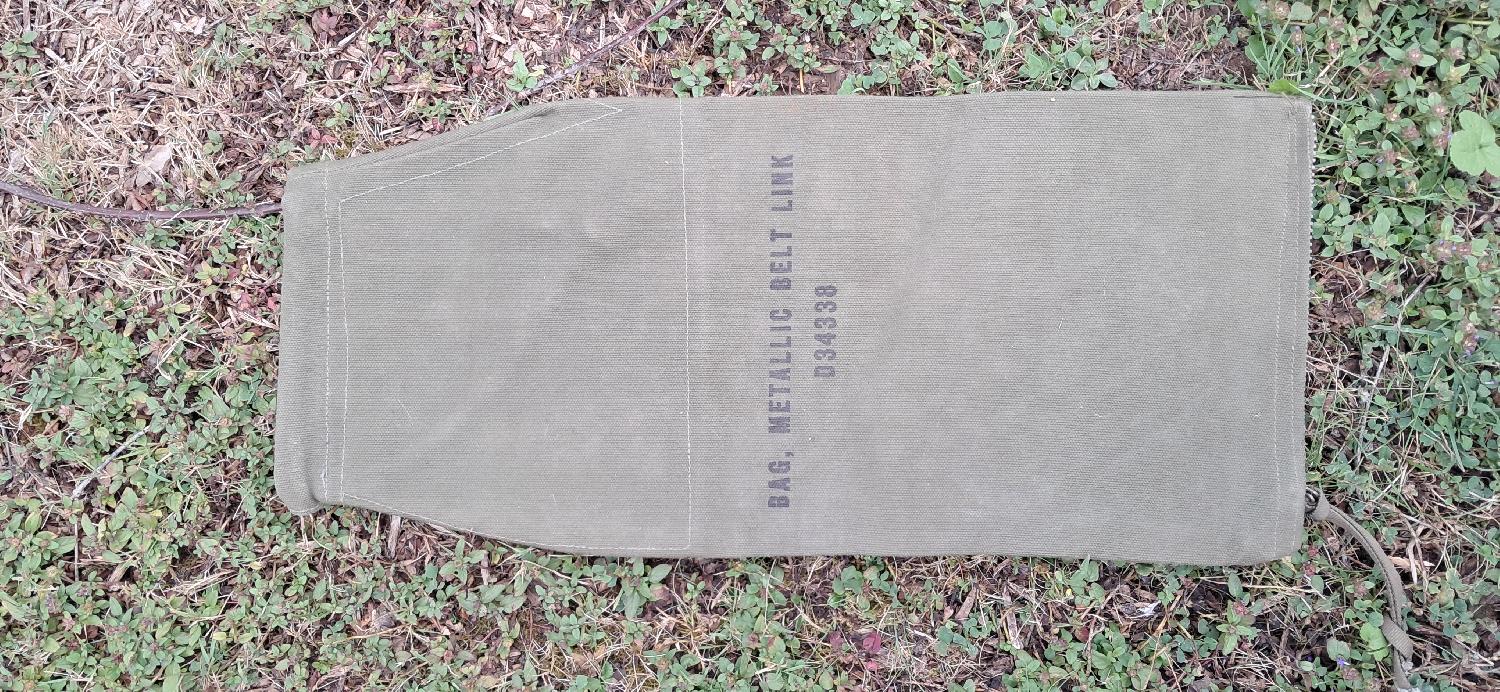 BAG, METALLIC BELT LINK
D34338